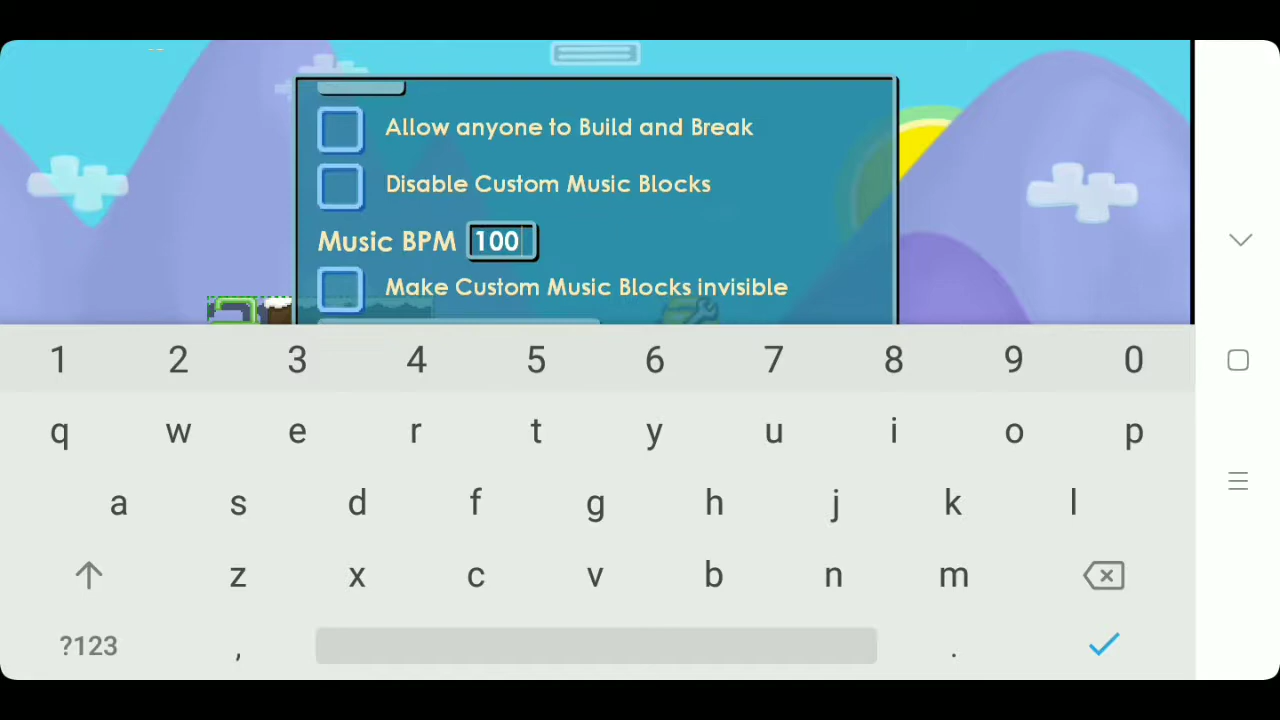 Allow anyone to Build and Break
Disable Custom Music Blocks
Music BPM 100
Make Custom Music Blocks invisible
1 2 3 4 5 6 7 8 9 0
q w e r t y u i o p
a s d f g h j k l
z x c v b n m
?123 , .